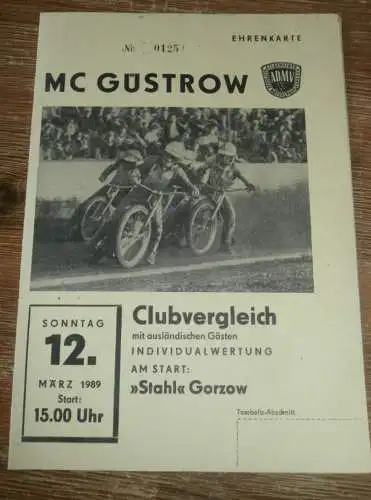 EHRENKARTE
№ 0125
MC GÜSTROW
ADMV
Clubvergleich
mit ausländischen Gästen
INDIVIDUALWERTUNG
AM START:
»Stahl« Gorzow
SONNTAG
12.
MÄRZ 1989
Start:
15.00 Uhr
Tombola-Abschnitt